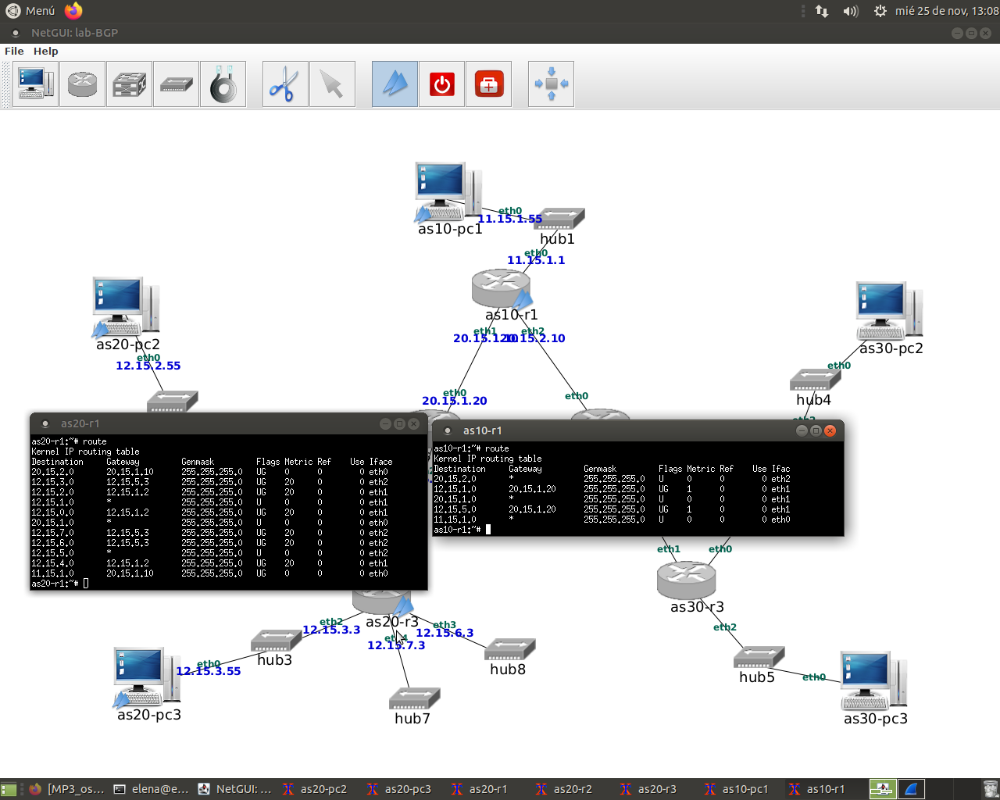 Menú
mié 25 de nov, 13:08
NetGUI: lab-BGP
File Help
as10-pc1
eth0
11.15.1.55
hub1
eth0
11.15.1.1
as10-r1
eth1
eth2
20.15.2.10
as20-pc2
eth0
12.15.2.55
as30-pc2
eth0
hub4
eth0
20.15.1.20
eth0
as20-r1
as20-r1:~# route
Kernel IP routing table
Destination Gateway Genmask Flags Metric Ref Use Iface
20.15.2.0 20.15.1.10 255.255.255.0 UG 0 0 0 eth0
12.15.3.0 12.15.5.3 255.255.255.0 UG 20 0 0 eth2
12.15.2.0 12.15.1.2 255.255.255.0 UG 20 0 0 eth1
12.15.1.0 * 255.255.255.0 U 0 0 0 eth1
12.15.0.0 12.15.1.2 255.255.255.0 UG 20 0 0 eth1
20.15.1.0 * 255.255.255.0 U 0 0 0 eth0
12.15.7.0 12.15.5.3 255.255.255.0 UG 20 0 0 eth2
12.15.6.0 12.15.5.3 255.255.255.0 UG 20 0 0 eth2
12.15.5.0 * 255.255.255.0 U 0 0 0 eth2
12.15.4.0 12.15.1.2 255.255.255.0 UG 20 0 0 eth1
11.15.1.0 20.15.1.10 255.255.255.0 UG 0 0 0 eth0
as20-r1:~#
as10-r1
as10-r1:~# route
Kernel IP routing table
Destination Gateway Genmask Flags Metric Ref Use Ifac
20.15.2.0 * 255.255.255.0 U 0 0 0 eth2
12.15.1.0 20.15.1.20 255.255.255.0 UG 1 0 0 eth1
20.15.1.0 * 255.255.255.0 U 0 0 0 eth1
12.15.5.0 20.15.1.20 255.255.255.0 UG 1 0 0 eth1
11.15.1.0 * 255.255.255.0 U 0 0 0 eth0
as10-r1:~#
eth1
eth0
as30-r3
eth2
as20-r3
eth2
12.15.3.3
eth3
12.15.6.3
12.15.7.3
hub3
hub8
hub7
eth0
12.15.3.55
as20-pc3
hub5
eth0
as30-pc3
[MP3_os... elena@e... NetGUI: ... as20-pc2 as20-pc3 as20-r1 as20-r2 as20-r3 as10-pc1 as10-r1